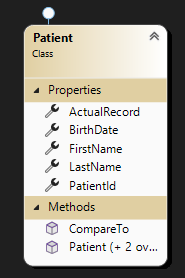 Patient
Class
Properties
ActualRecord
BirthDate
FirstName
LastName
PatientId
Methods
CompareTo
Patient (+ 2 ov...